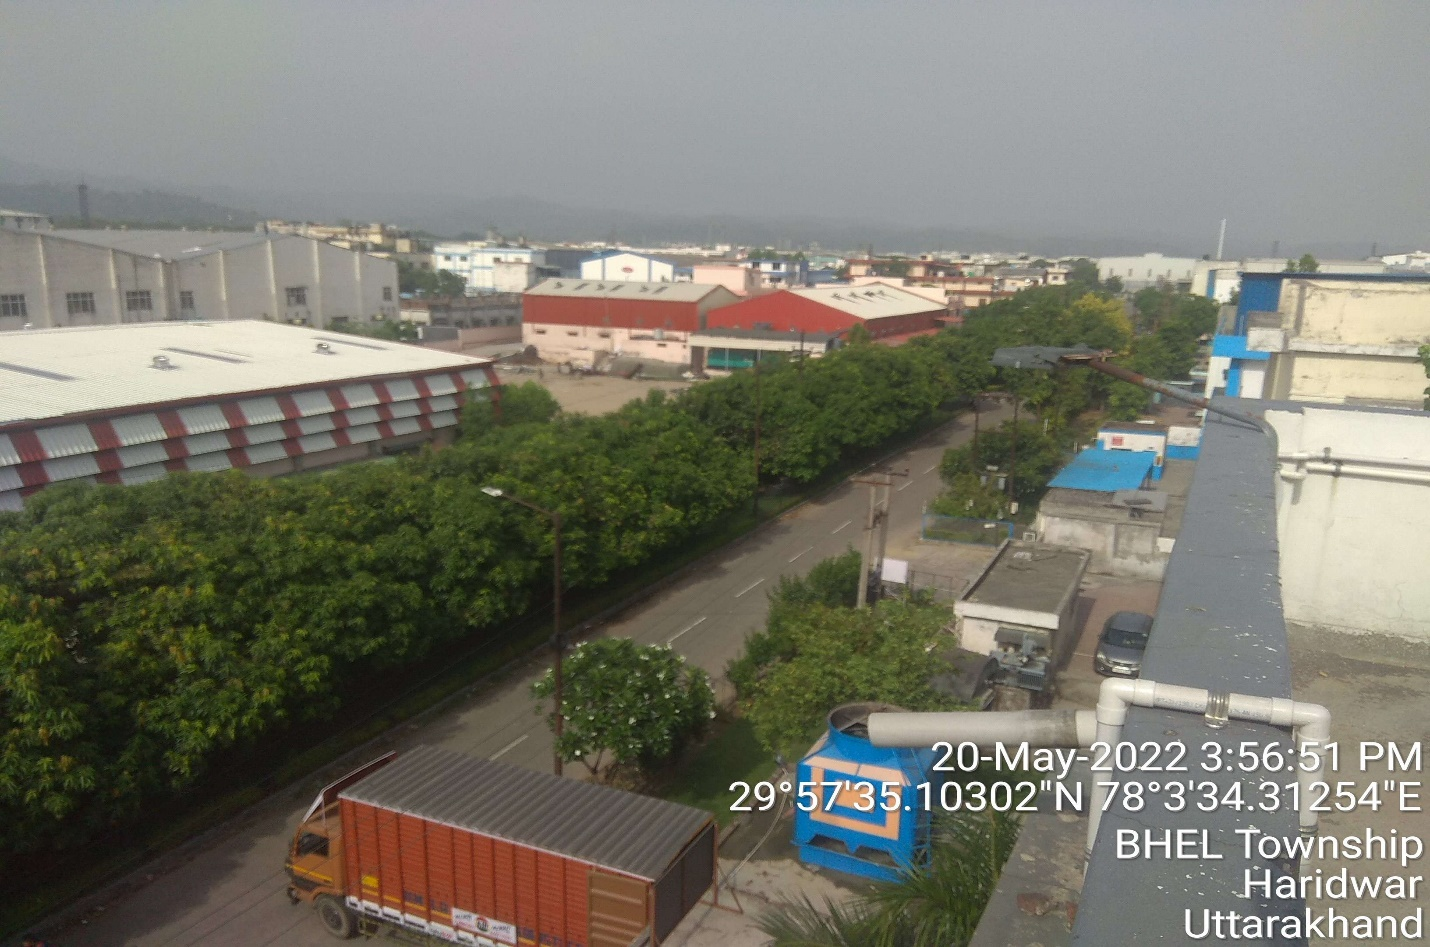 20-May-2022 3:56:51 PM
29°57'35.10302"N 78°3'34.31254"E
BHEL Township
Haridwar
Uttarakhand